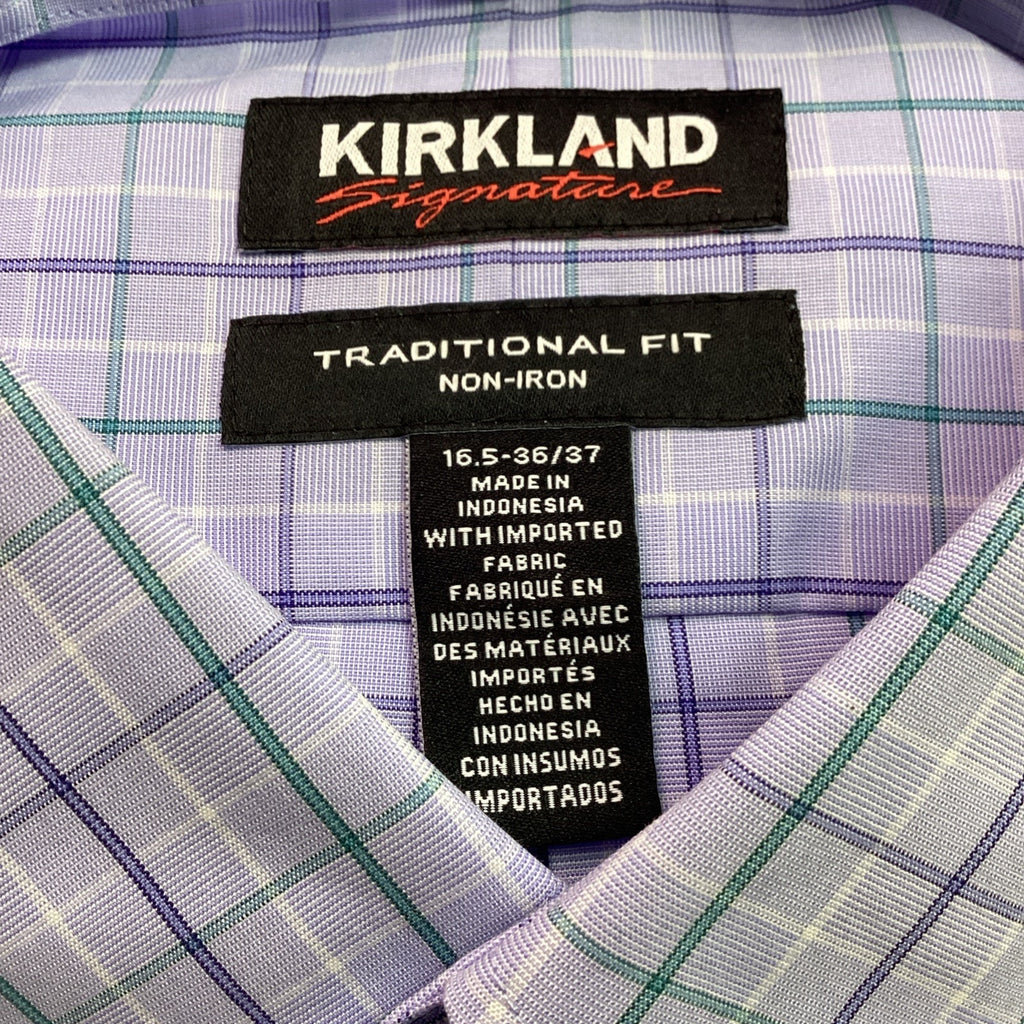 KIRKLAND
Signature
TRADITIONAL FIT
NON-IRON
16.5-36/37
MADE IN
INDONESIA
WITH IMPORTED
FABRIC
FABRIQUÉ EN
INDONÉSIE AVEC
DES MATÉRIAUX
IMPORTÉS
HECHO EN
INDONESIA
CON INSUMOS
IMPORTADOS